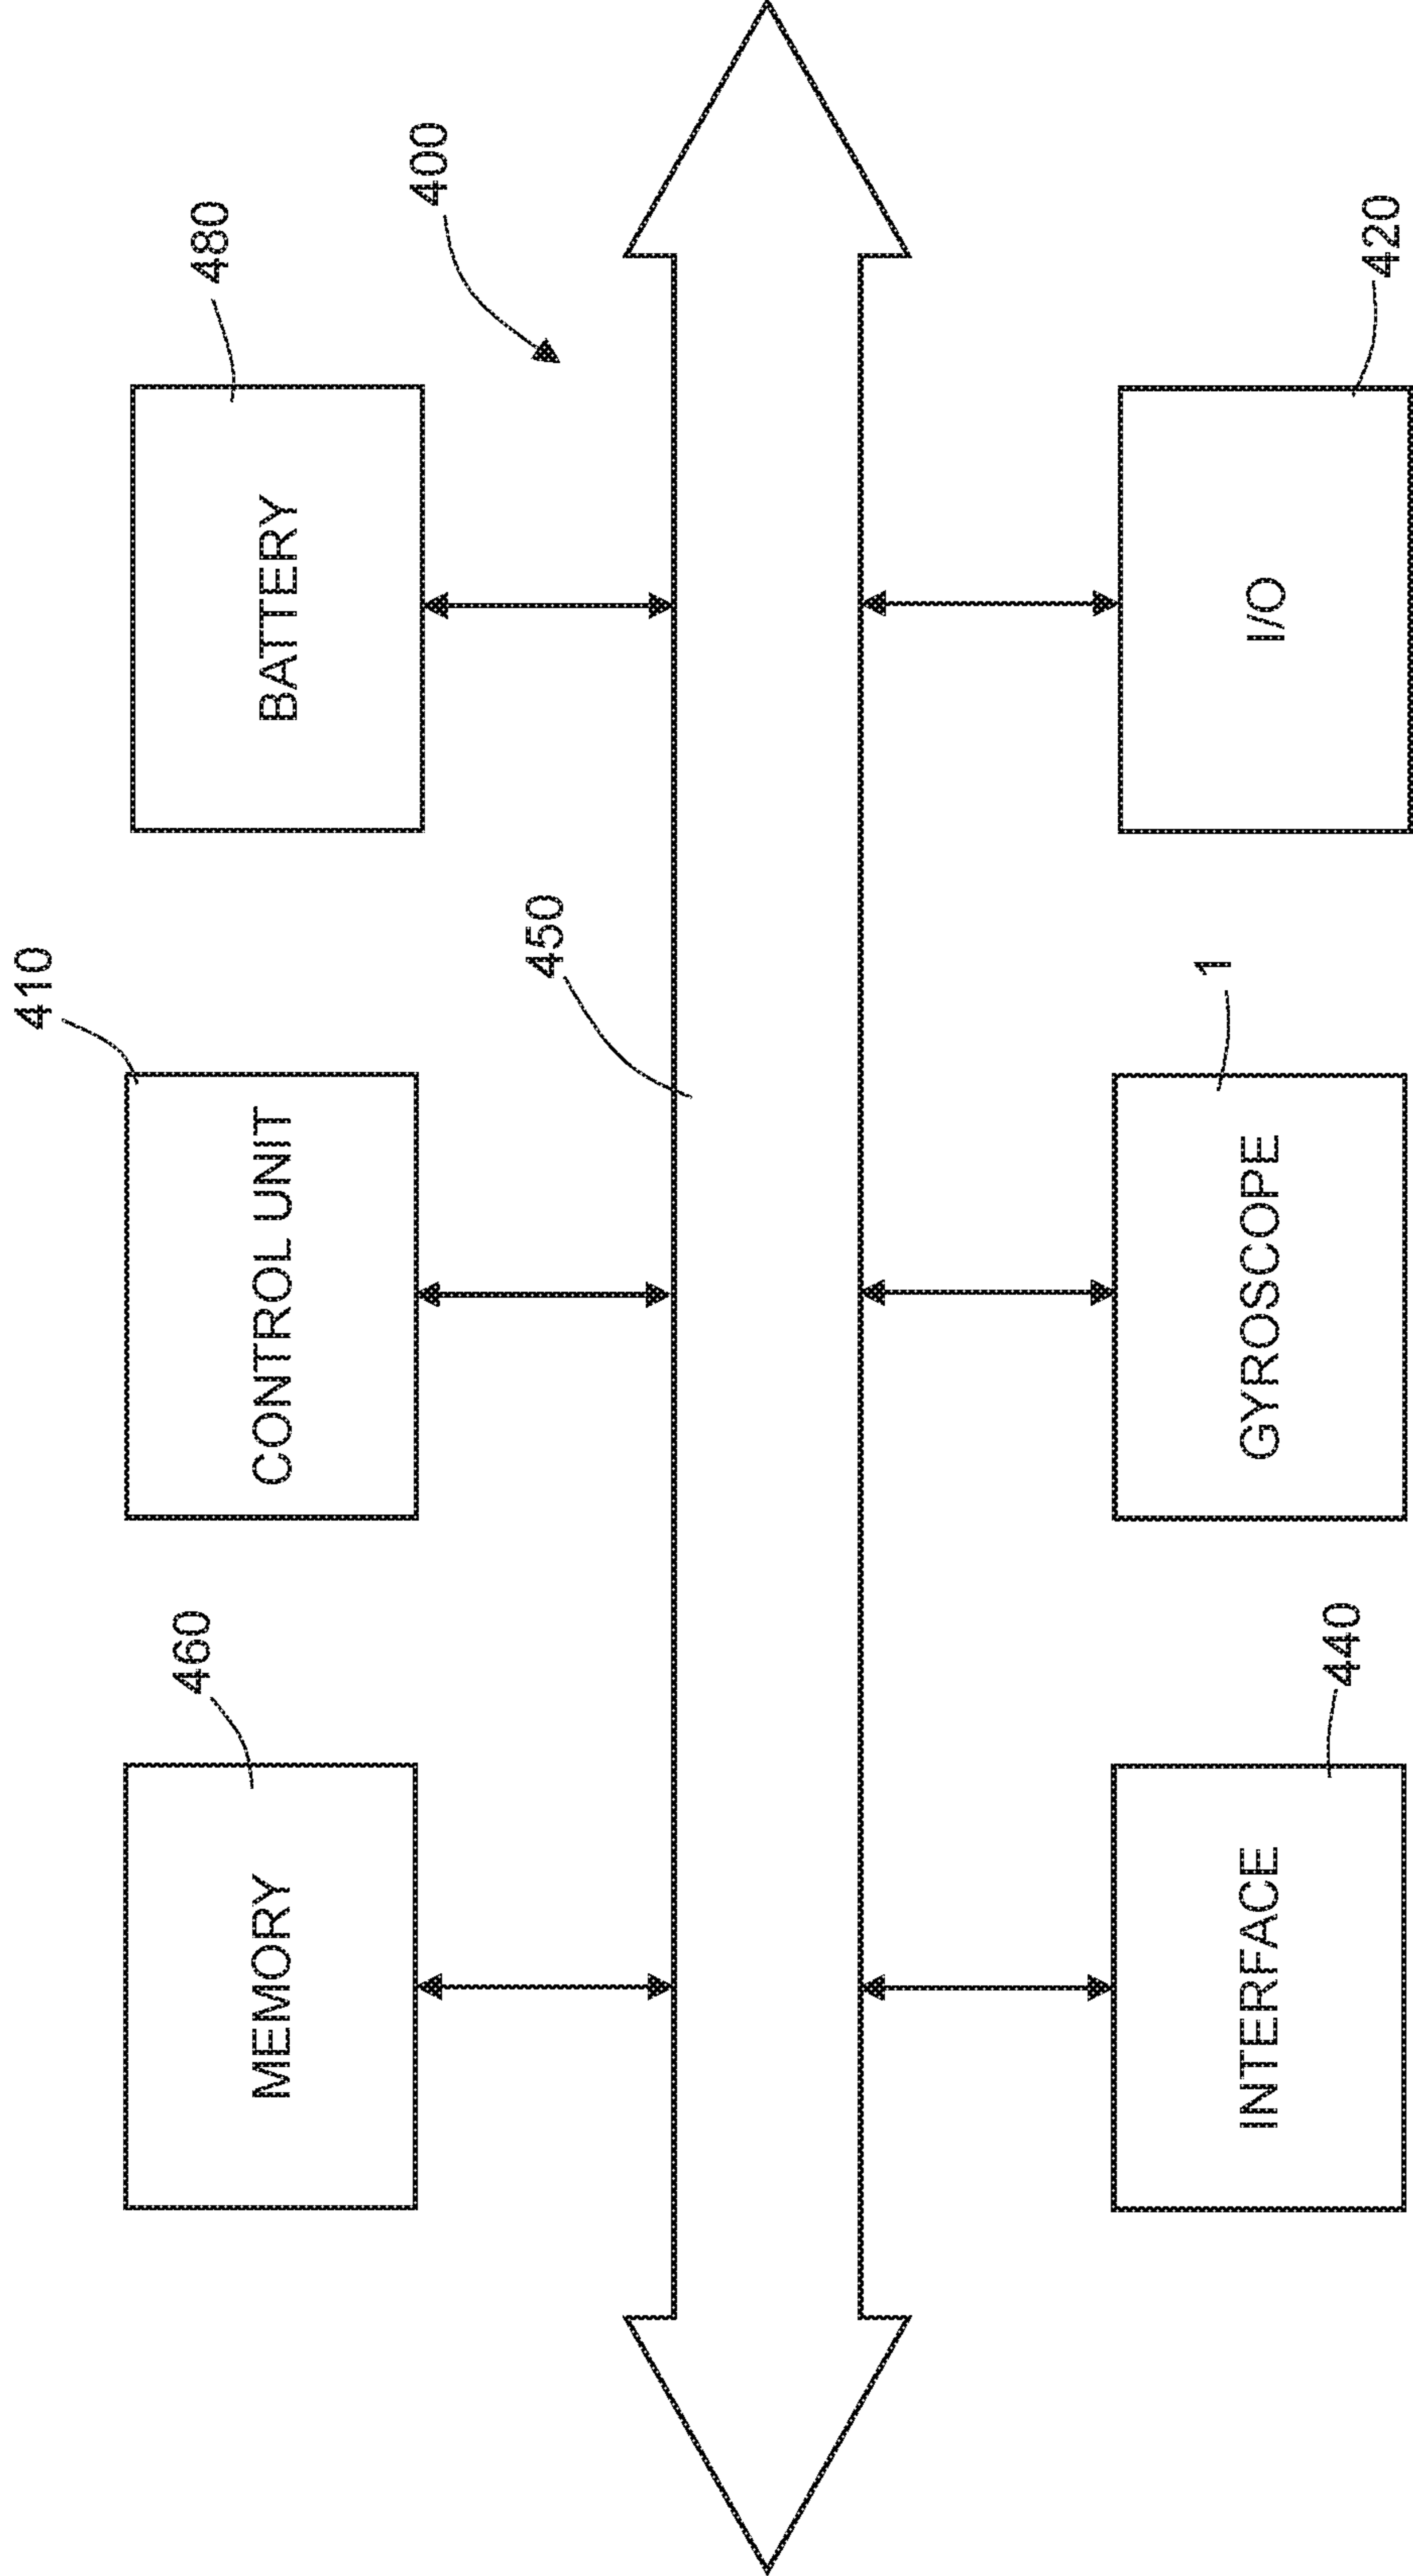 460
410
480
MEMORY
CONTROL UNIT
BATTERY
400
450
440
1
420
INTERFACE
GYROSCOPE
I/O